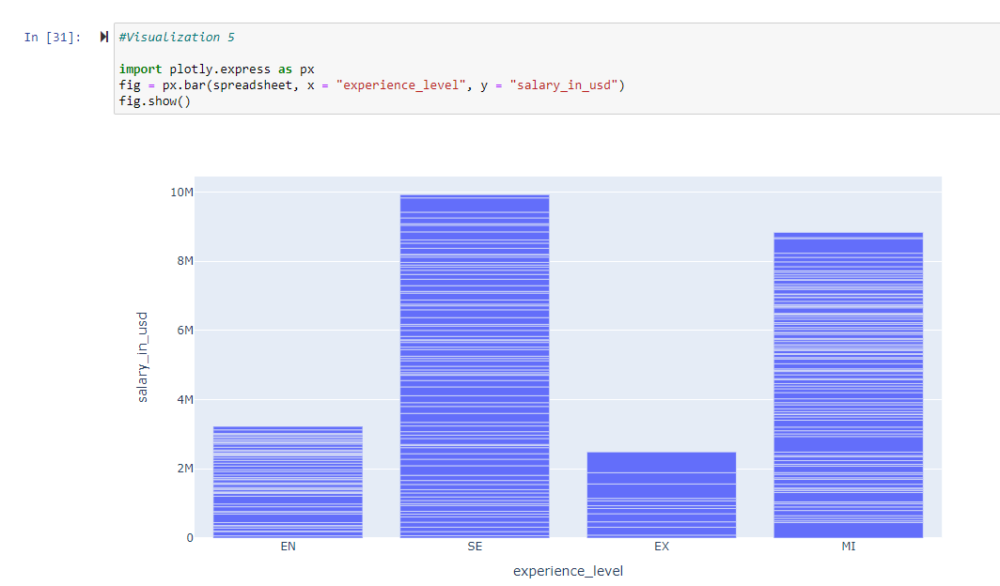 In [31]:
#Visualization 5
import plotly.express as px
fig = px.bar(spreadsheet, x = "experience_level", y = "salary_in_usd")
fig.show()
10M
8M
6M
4M
2M
0
salary_in_usd
EN SE EX MI
experience_level